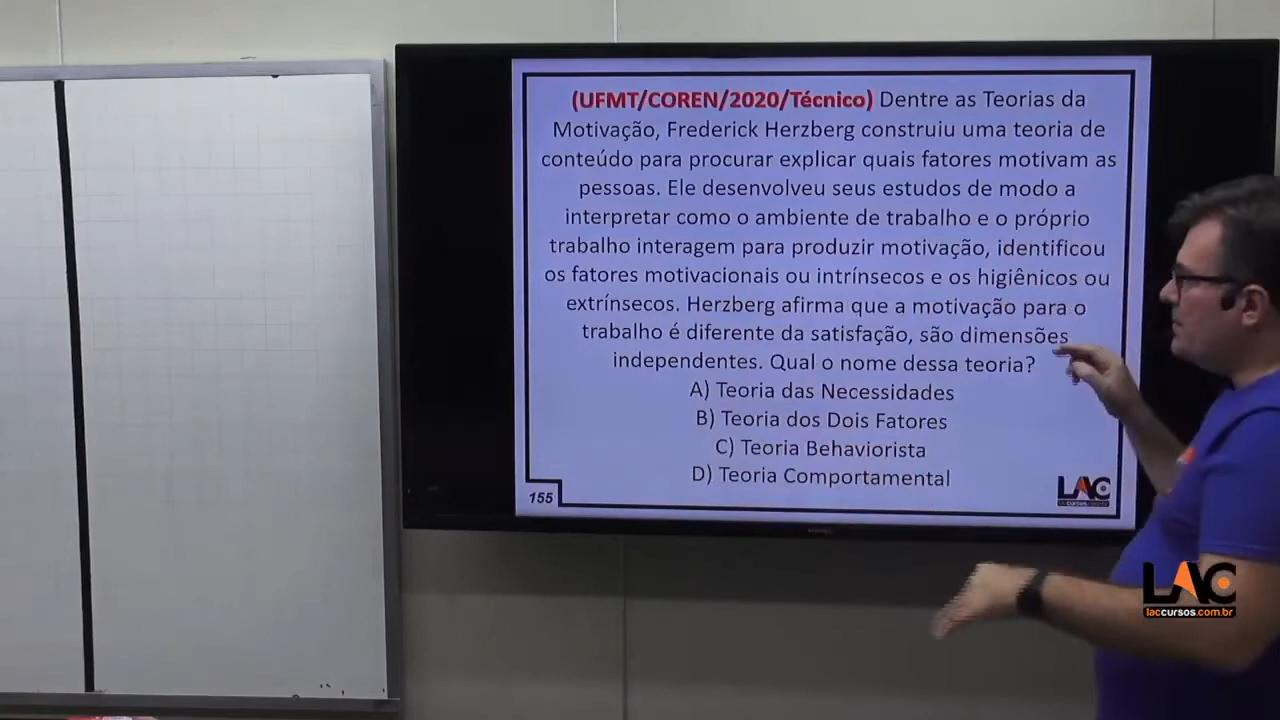 (UFMT/COREN/2020/Técnico) Dentre as Teorias da
Motivação, Frederick Herzberg construiu uma teoria de
conteúdo para procurar explicar quais fatores motivam as
pessoas. Ele desenvolveu seus estudos de modo a
interpretar como o ambiente de trabalho e o próprio
trabalho interagem para produzir motivação, identificou
os fatores motivacionais ou intrínsecos e os higiênicos ou
extrínsecos. Herzberg afirma que a motivação para o
trabalho é diferente da satisfação, são dimensões
independentes. Qual o nome dessa teoria?
A) Teoria das Necessidades
B) Teoria dos Dois Fatores
C) Teoria Behaviorista
D) Teoria Comportamental
155
LAC
LAC
laccursos.com.br